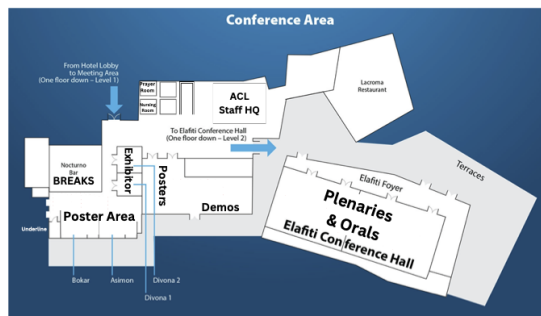 Conference Area
From Hotel Lobby
to Meeting Area
(One floor down – Level 1)
Prayer
Room
Nursing
Room
ACL
Staff HQ
Lacroma
Restaurant
To Elafiti Conference Hall
(One floor down – Level 2)
Nocturno
Bar
BREAKS
Exhibitor
Posters
Demos
Poster Area
Underline
Elafiti Foyer
Terraces
Plenaries
& Orals
Elafiti Conference Hall
Bokar
Asimon
Divona 2
Divona 1